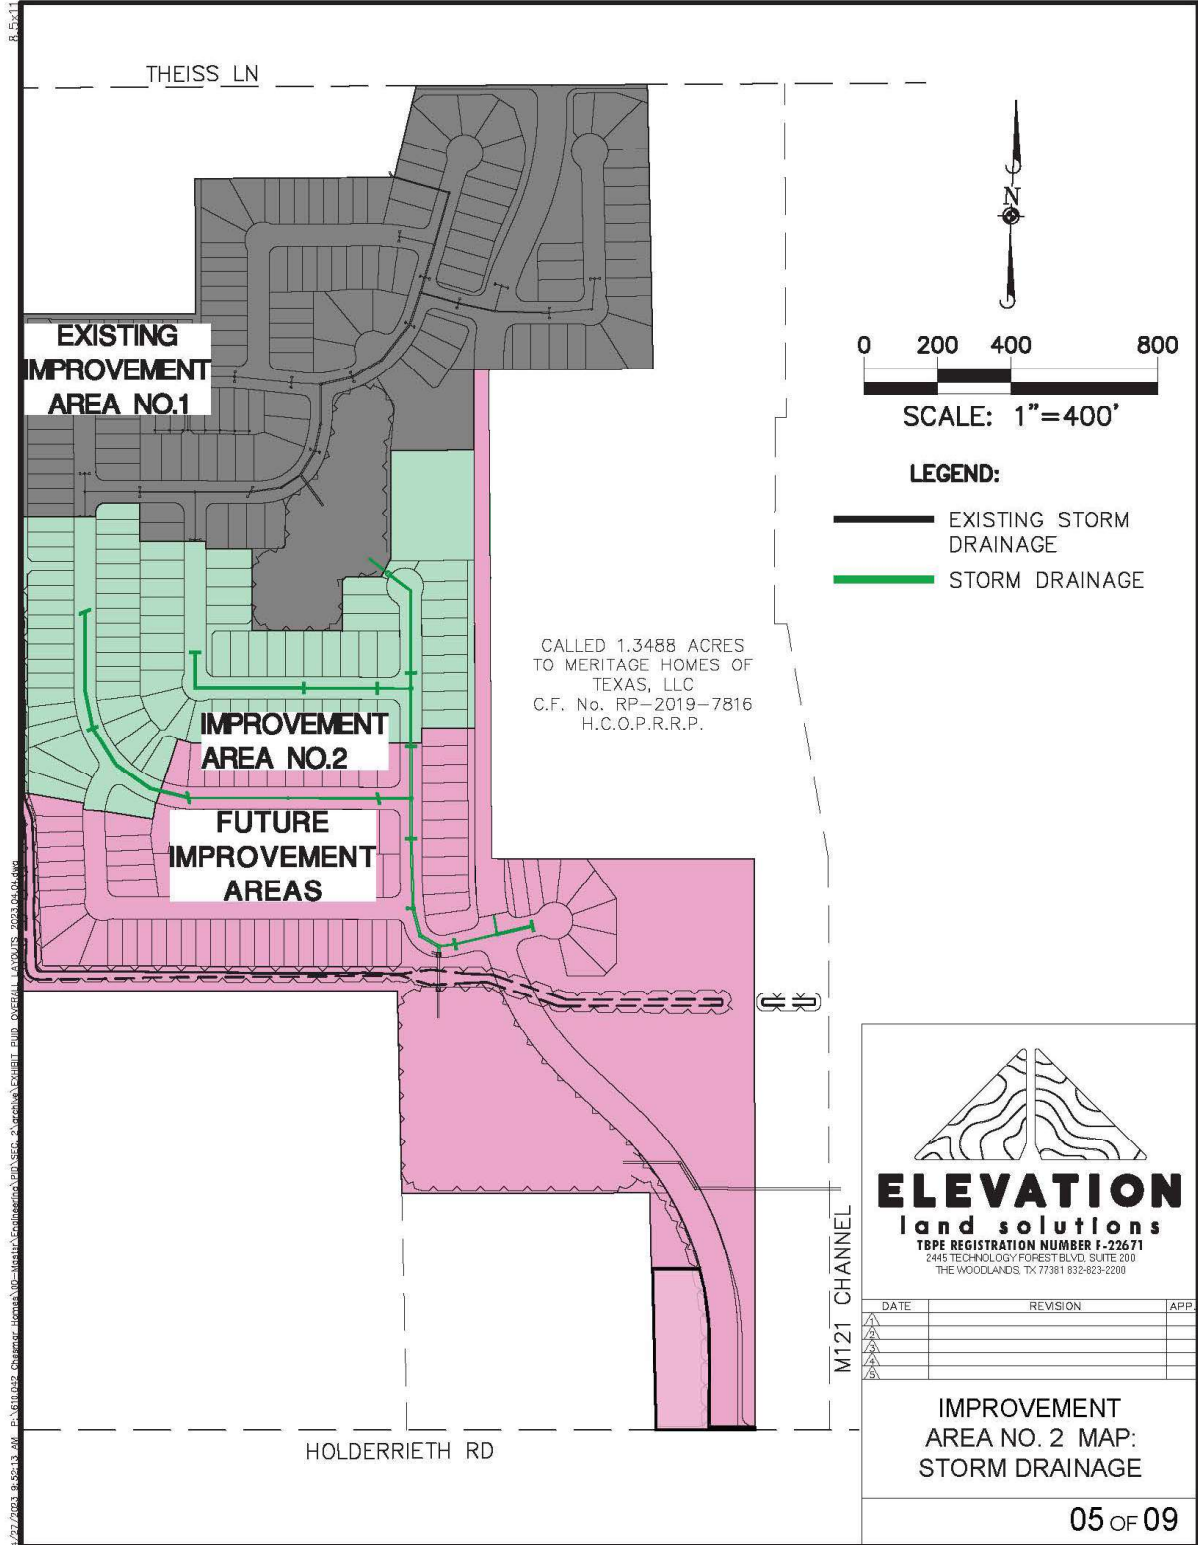 8.5x11
THEISS LN
N
0 200 400 800
SCALE: 1"=400'
LEGEND:
EXISTING STORM
DRAINAGE
STORM DRAINAGE
EXISTING
IMPROVEMENT
AREA NO.1
CALLED 1.3488 ACRES
TO MERITAGE HOMES OF
TEXAS, LLC
C.F. No. RP-2019-7816
H.C.O.P.R.R.P.
IMPROVEMENT
AREA NO.2
FUTURE
IMPROVEMENT
AREAS
M121 CHANNEL
HOLDERRIETH RD
ELEVATION
land solutions
TBPE REGISTRATION NUMBER F-22671
2445 TECHNOLOGY FOREST BLVD, SUITE 200
THE WOODLANDS, TX 77381 832-823-2200
DATE REVISION APP.
1
2
3
4
5
IMPROVEMENT
AREA NO. 2 MAP:
STORM DRAINAGE
05 OF 09